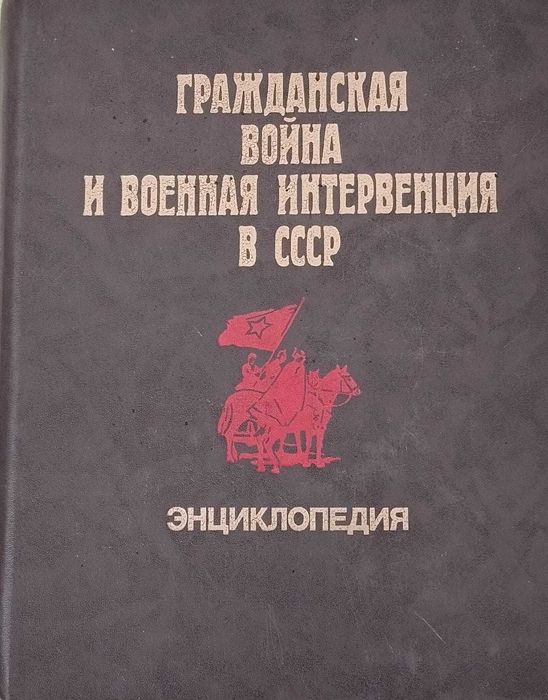 ГРАЖДАНСКАЯ
ВОЙНА
И ВОЕННАЯ ИНТЕРВЕНЦИЯ
В СССР
ЭНЦИКЛОПЕДИЯ